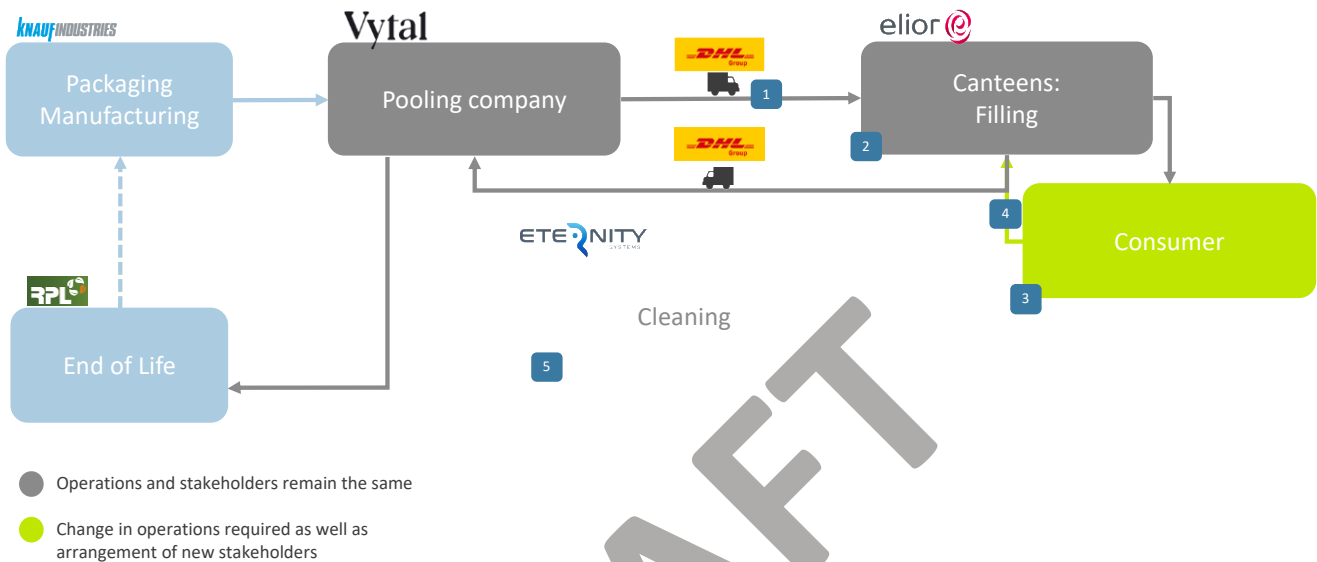 KNAUF INDUSTRIES
Vytal
elior
Packaging
Manufacturing
Pooling company
DHL
Group
1
Canteens:
Filling
2
DHL
Group
4
Consumer
3
ETERNITY
SYSTEMS
RPL
Cleaning
End of Life
5
Operations and stakeholders remain the same
Change in operations required as well as
arrangement of new stakeholders
AFT